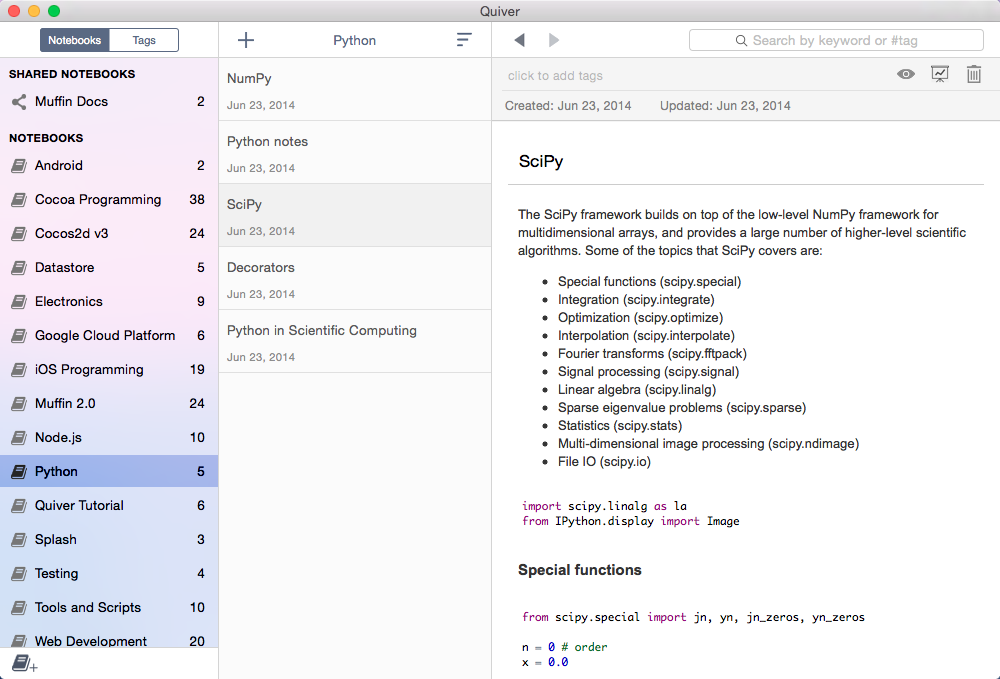 Quiver
Notebooks
Tags
SHARED NOTEBOOKS
Muffin Docs 2
NOTEBOOKS
Android 2
Cocoa Programming 38
Cocos2d v3 24
Datastore 5
Electronics 9
Google Cloud Platform 6
iOS Programming 19
Muffin 2.0 24
Node.js 10
Python 5
Quiver Tutorial 6
Splash 3
Testing 4
Tools and Scripts 10
Web Development 20
Python
NumPy
Jun 23, 2014
Python notes
Jun 23, 2014
SciPy
Jun 23, 2014
Decorators
Jun 23, 2014
Python in Scientific Computing
Jun 23, 2014
Search by keyword or #tag
click to add tags
Created: Jun 23, 2014 Updated: Jun 23, 2014
SciPy
The SciPy framework builds on top of the low-level NumPy framework for
multidimensional arrays, and provides a large number of higher-level scientific
algorithms. Some of the topics that SciPy covers are:
• Special functions (scipy.special)
• Integration (scipy.integrate)
• Optimization (scipy.optimize)
• Interpolation (scipy.interpolate)
• Fourier transforms (scipy.fftpack)
• Signal processing (scipy.signal)
• Linear algebra (scipy.linalg)
• Sparse eigenvalue problems (scipy.sparse)
• Statistics (scipy.stats)
• Multi-dimensional image processing (scipy.ndimage)
• File IO (scipy.io)
import scipy.linalg as la
from IPython.display import Image
Special functions
from scipy.special import jn, yn, jn_zeros, yn_zeros
n = 0 # order
x = 0.0